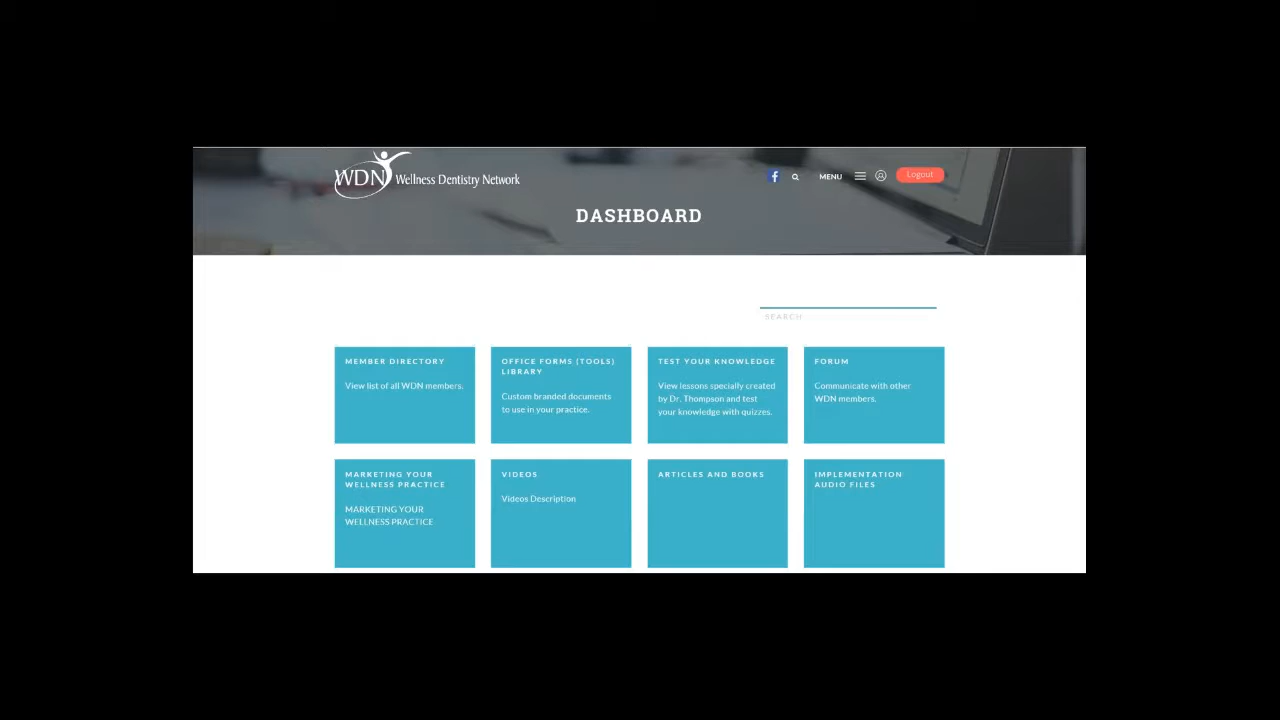 WDN Wellness Dentistry Network
f
MENU
Logout
DASHBOARD
SEARCH
MEMBER DIRECTORY
View list of all WDN members.
OFFICE FORMS (TOOLS)
LIBRARY
Custom branded documents
to use in your practice.
TEST YOUR KNOWLEDGE
View lessons specially created
by Dr. Thompson and test
your knowledge with quizzes.
FORUM
Communicate with other
WDN members.
MARKETING YOUR
WELLNESS PRACTICE
MARKETING YOUR
WELLNESS PRACTICE
VIDEOS
Videos Description
ARTICLES AND BOOKS
IMPLEMENTATION
AUDIO FILES